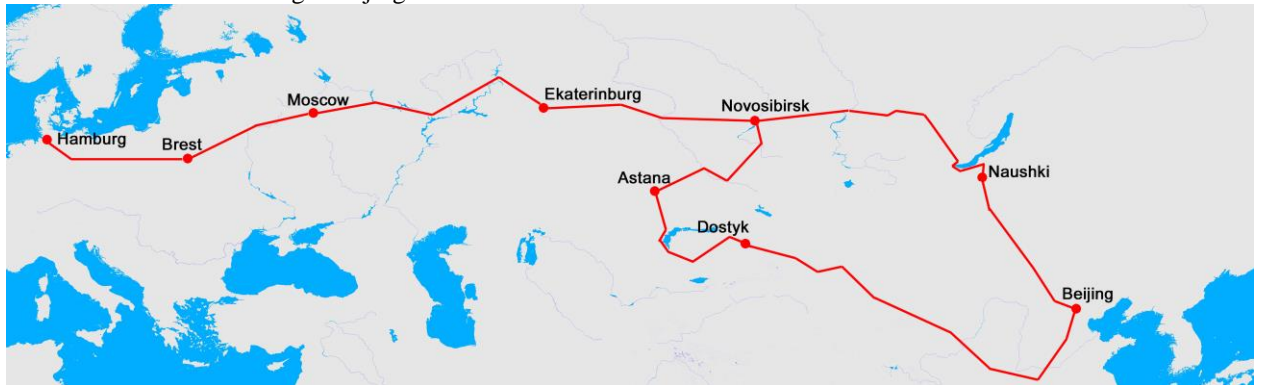 Ekaterinburg
Moscow
Novosibirsk
Hamburg
Brest
Naushki
Astana
Dostyk
Beijing